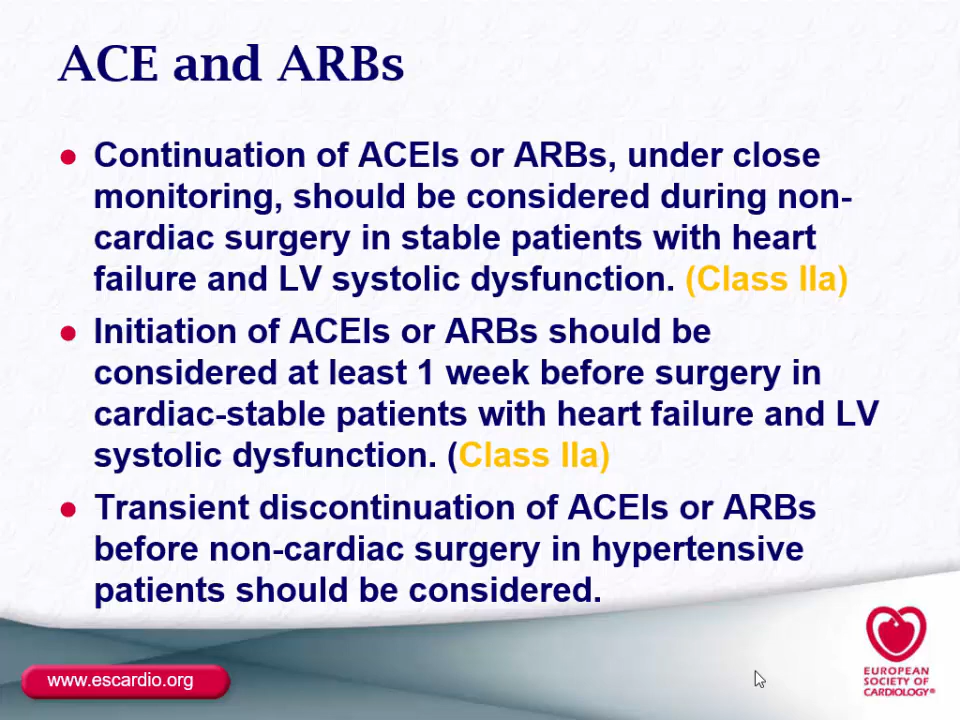 ACE and ARBs
● Continuation of ACEIs or ARBs, under close
monitoring, should be considered during non-
cardiac surgery in stable patients with heart
failure and LV systolic dysfunction. (Class IIa)
● Initiation of ACEIs or ARBs should be
considered at least 1 week before surgery in
cardiac-stable patients with heart failure and LV
systolic dysfunction. (Class IIa)
● Transient discontinuation of ACEIs or ARBs
before non-cardiac surgery in hypertensive
patients should be considered.
www.escardio.org
EUROPEAN
SOCIETY OF
CARDIOLOGY®